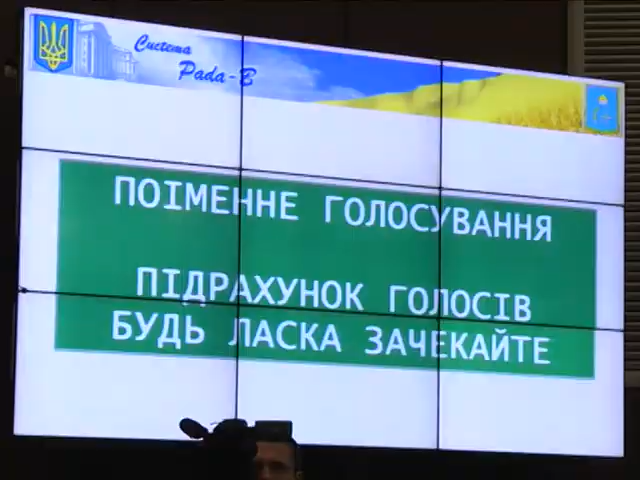 Система
Рада-В
ПОІМЕННЕ ГОЛОСУВАННЯ
ПІДРАХУНОК ГОЛОСІВ
БУДЬ ЛАСКА ЗАЧЕКАЙТЕ